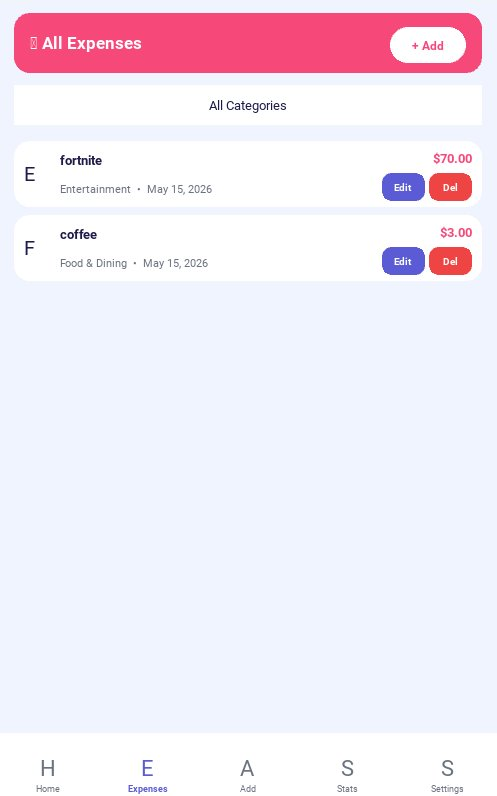 All Expenses
+ Add
All Categories
E
fortnite
$70.00
Entertainment • May 15, 2026
Edit
Del
F
coffee
$3.00
Food & Dining • May 15, 2026
Edit
Del
H
E
A
S
S
Home
Expenses
Add
Stats
Settings